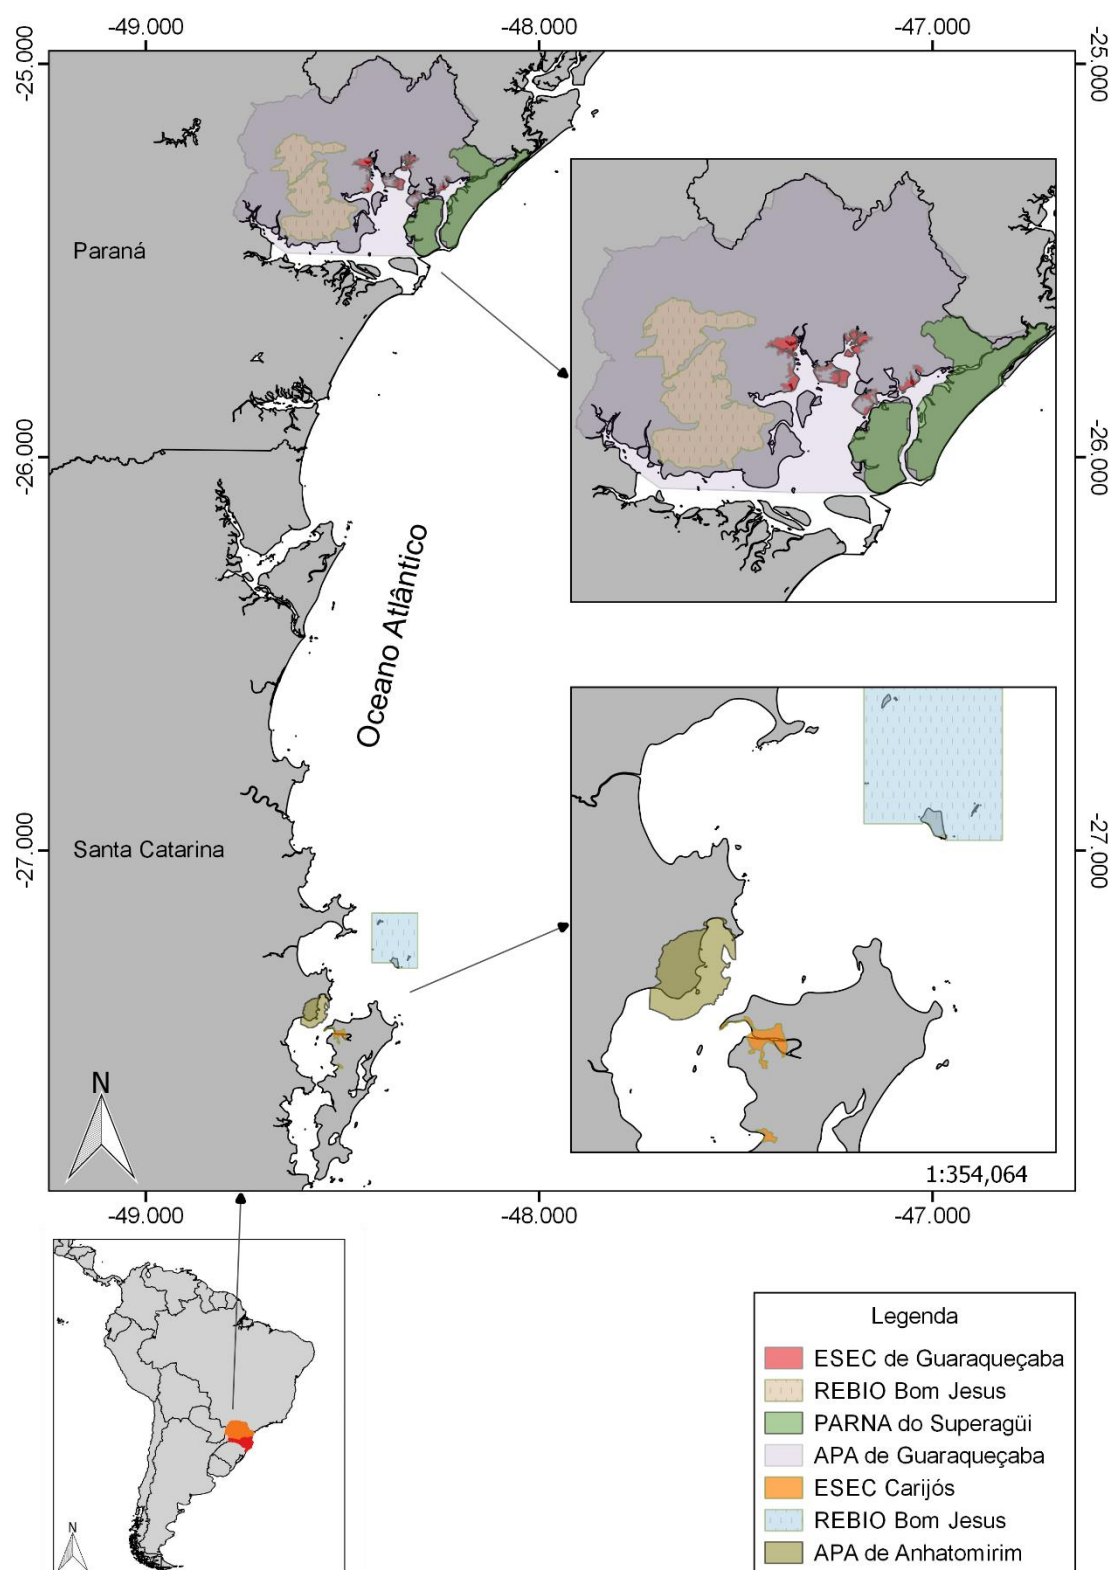 -49.000 -48.000 -47.000
-25.000 -25.000
Paraná
-26.000 -26.000
Oceano Atlântico
Santa Catarina
-27.000 -27.000
N
1:354,064
-49.000 -48.000 -47.000
N
Legenda
ESEC de Guaraqueçaba
REBIO Bom Jesus
PARNA do Superagüi
APA de Guaraqueçaba
ESEC Carijós
REBIO Bom Jesus
APA de Anhatomirim